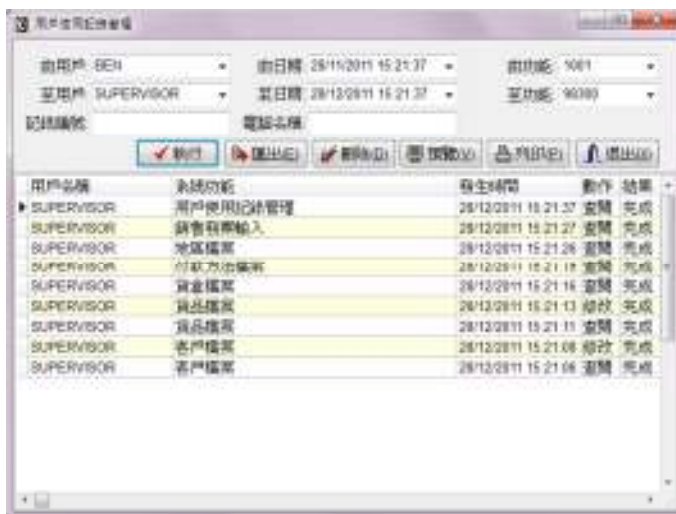 用戶使用記錄管理
由用戶 BEN 由日期 28/11/2011 15:21:37 由功能 1001
至用戶 SUPERVISOR 至日期 28/12/2011 15:21:37 至功能
記錄編號 電腦名稱
執行 匯出(E) 刪除(D) 預覽(V) 列印(P) 退出(X)
用戶名稱 系統功能 發生時間 動作 結果
SUPERVISOR 用戶使用記錄管理 28/12/2011 15:21:37 查閱 完成
SUPERVISOR 銷售發票輸入 28/12/2011 15:21:27 查閱 完成
SUPERVISOR 地區檔案 28/12/2011 15:21:26 查閱 完成
SUPERVISOR 付款方法檔案 28/12/2011 15:21:19 查閱 完成
SUPERVISOR 貨倉檔案 28/12/2011 15:21:16 查閱 完成
SUPERVISOR 貨品檔案 28/12/2011 15:21:13 修改 完成
SUPERVISOR 貨品檔案 28/12/2011 15:21:11 查閱 完成
SUPERVISOR 客戶檔案 28/12/2011 15:21:08 修改 完成
SUPERVISOR 客戶檔案 28/12/2011 15:21:06 查閱 完成